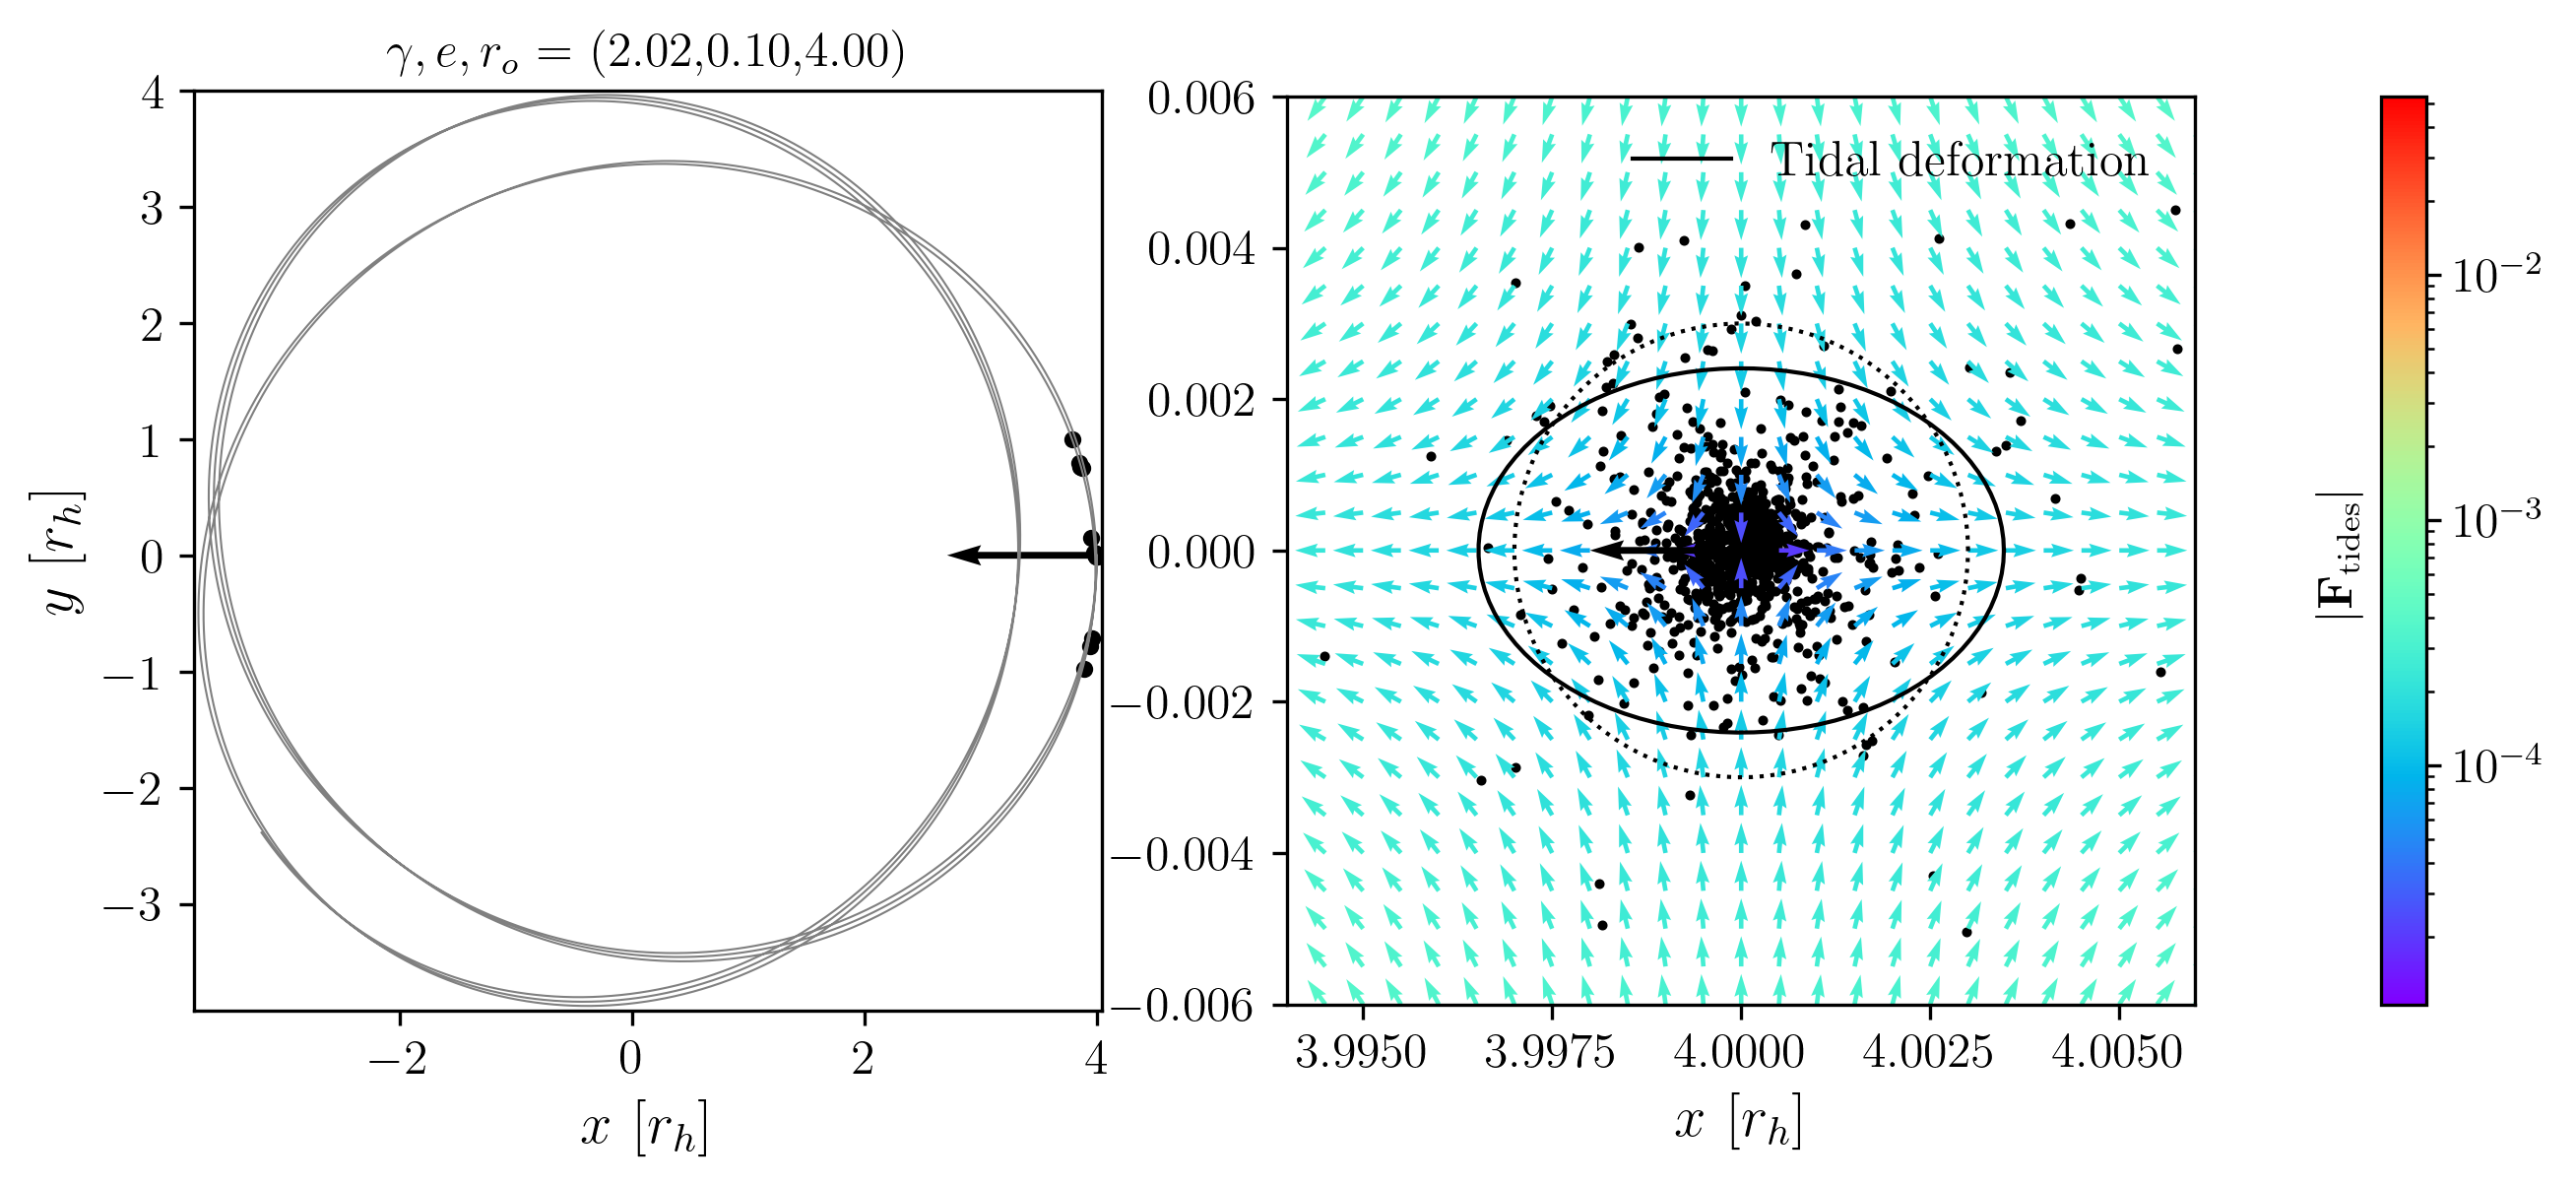 γ, e, r_o = (2.02,0.10,4.00)
4
3
2
1
0
−1
−2
−3
y [r_h]
−2 0 2 4
x [r_h]
0.006
0.004
0.002
0.000
−0.002
−0.004
−0.006
Tidal deformation
3.9950 3.9975 4.0000 4.0025 4.0050
x [r_h]
|F_tides|
10^−2
10^−3
10^−4